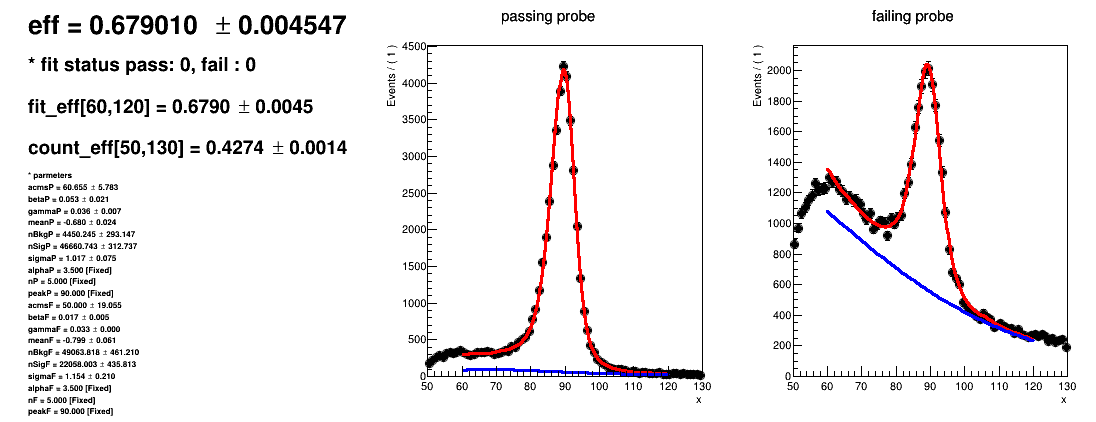 eff = 0.679010 ± 0.004547
* fit status pass: 0, fail : 0
fit_eff[60,120] = 0.6790 ± 0.0045
count_eff[50,130] = 0.4274 ± 0.0014
* parmeters
acmsP = 60.655 ± 5.783
betaP = 0.053 ± 0.021
gammaP = 0.036 ± 0.007
meanP = -0.680 ± 0.024
nBkgP = 4450.245 ± 293.147
nSigP = 46660.743 ± 312.737
sigmaP = 1.017 ± 0.075
alphaP = 3.500 [Fixed]
nP = 5.000 [Fixed]
peakP = 90.000 [Fixed]
acmsF = 50.000 ± 19.055
betaF = 0.017 ± 0.005
gammaF = 0.033 ± 0.000
meanF = -0.799 ± 0.061
nBkgF = 49063.818 ± 461.210
nSigF = 22058.003 ± 435.813
sigmaF = 1.154 ± 0.210
alphaF = 3.500 [Fixed]
nF = 5.000 [Fixed]
peakF = 90.000 [Fixed]
passing probe
Events / ( 1 )
4500
4000
3500
3000
2500
2000
1500
1000
500
0
50 60 70 80 90 100 110 120 130
x
failing probe
Events / ( 1 )
2000
1800
1600
1400
1200
1000
800
600
400
200
0
50 60 70 80 90 100 110 120 130
x